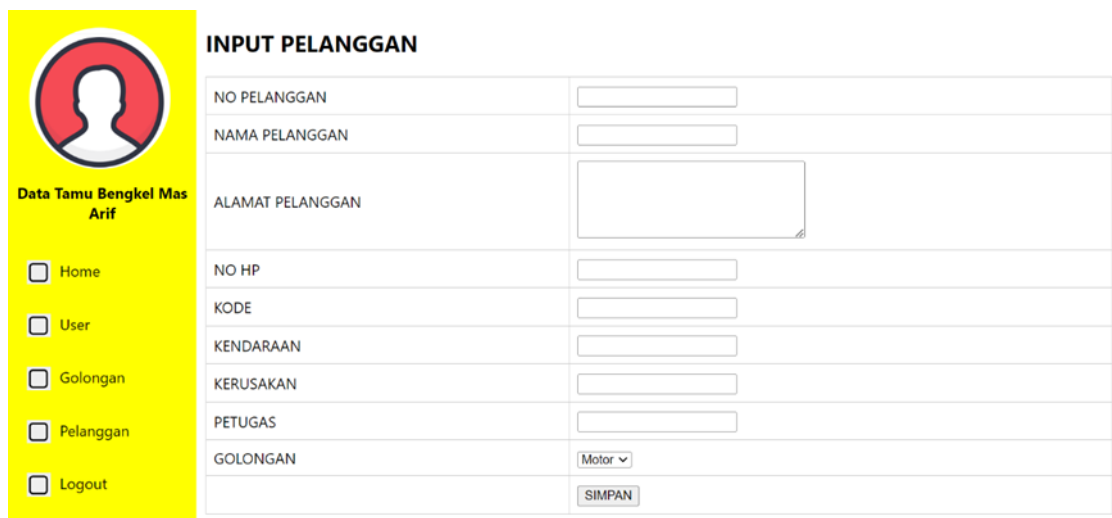 Data Tamu Bengkel Mas
Arif
Home
User
Golongan
Pelanggan
Logout
INPUT PELANGGAN
NO PELANGGAN
NAMA PELANGGAN
ALAMAT PELANGGAN
NO HP
KODE
KENDARAAN
KERUSAKAN
PETUGAS
GOLONGAN
Motor
SIMPAN